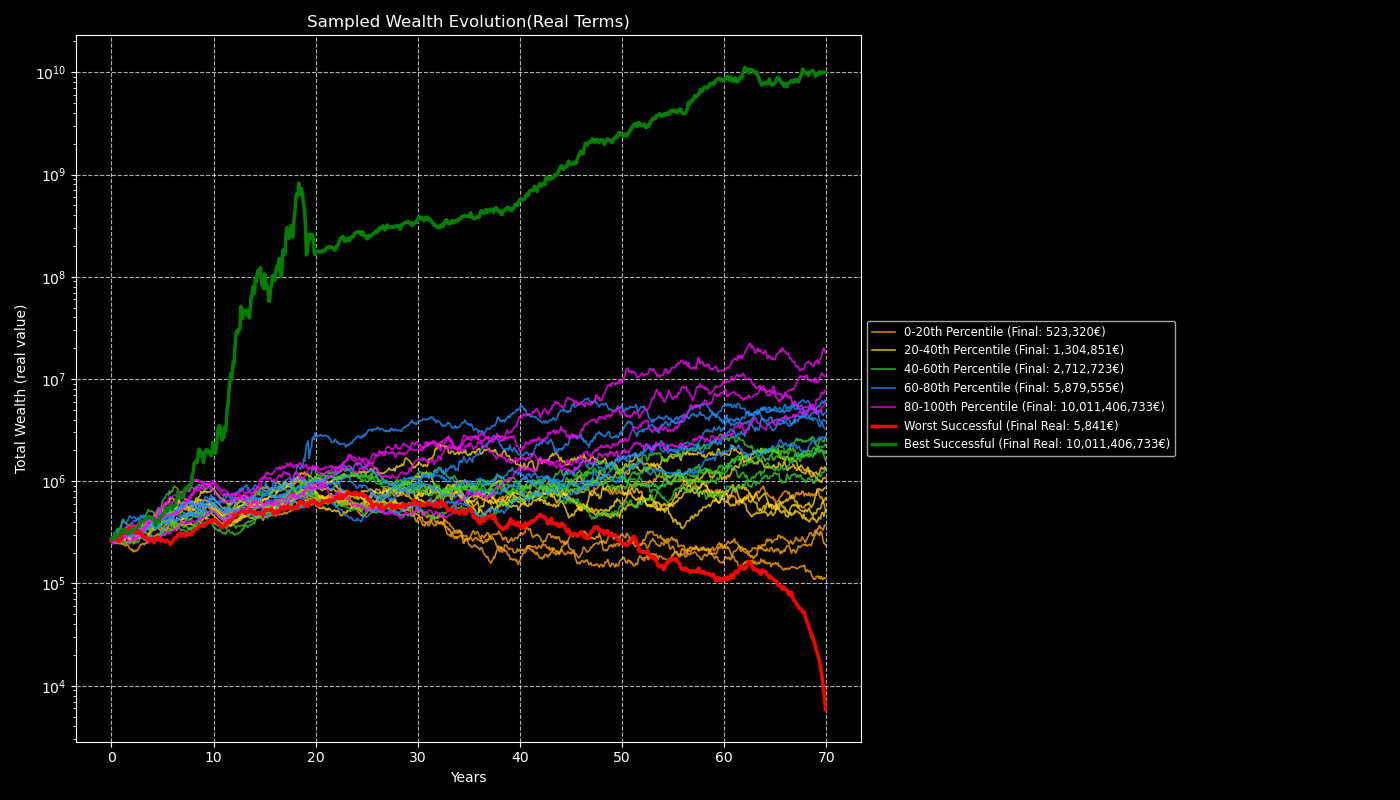 Sampled Wealth Evolution(Real Terms)
Total Wealth (real value)
10^10
10^9
10^8
10^7
10^6
10^5
10^4
0 10 20 30 40 50 60 70
Years
0-20th Percentile (Final: 523,320€)
20-40th Percentile (Final: 1,304,851€)
40-60th Percentile (Final: 2,712,723€)
60-80th Percentile (Final: 5,879,555€)
80-100th Percentile (Final: 10,011,406,733€)
Worst Successful (Final Real: 5,841€)
Best Successful (Final Real: 10,011,406,733€)